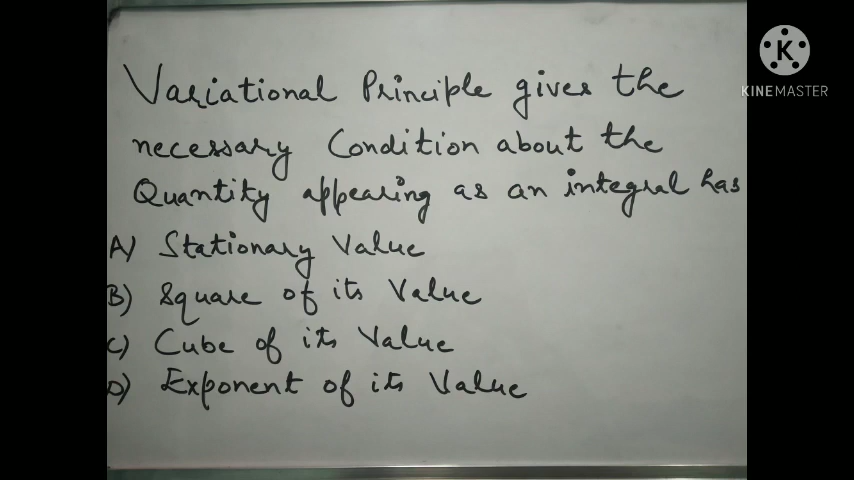 Variational Principle gives the
necessary Condition about the
Quantity appearing as an integral has
A) Stationary Value
B) Square of its Value
C) Cube of its Value
D) Exponent of its Value
K
KINEMASTER